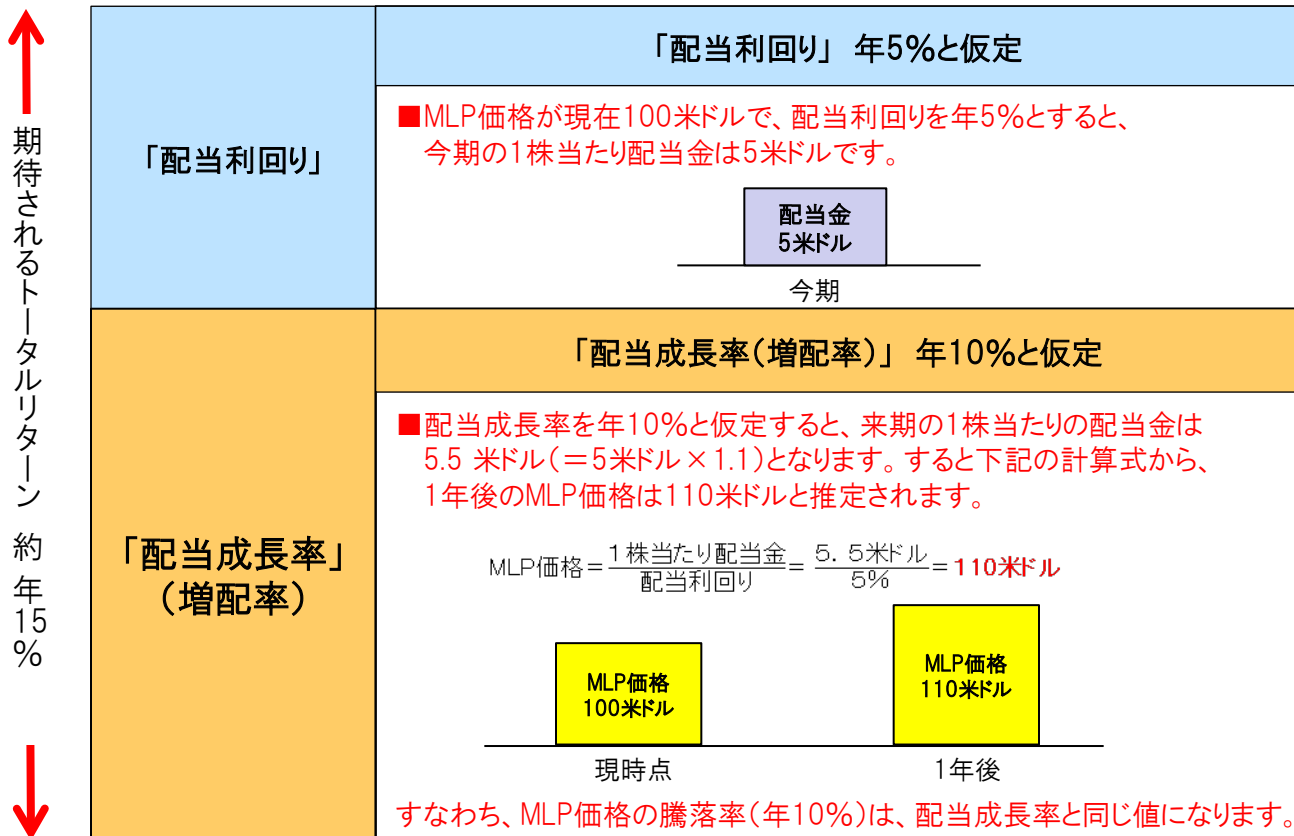 期待されるトータルリターン 約 年15%
「配当利回り」
「配当利回り」 年5%と仮定
■MLP価格が現在100米ドルで、配当利回りを年5%とすると、
今期の1株当たり配当金は5米ドルです。
配当金
5米ドル
今期
「配当成長率」
(増配率)
「配当成長率(増配率)」 年10%と仮定
■配当成長率を年10%と仮定すると、来期の1株当たりの配当金は
5.5 米ドル(=5米ドル×1.1)となります。すると下記の計算式から、
1年後のMLP価格は110米ドルと推定されます。
MLP価格=1株当たり配当金/配当利回り=5.5米ドル/5%=110米ドル
MLP価格
100米ドル
現時点
MLP価格
110米ドル
1年後
すなわち、MLP価格の騰落率(年10%)は、配当成長率と同じ値になります。